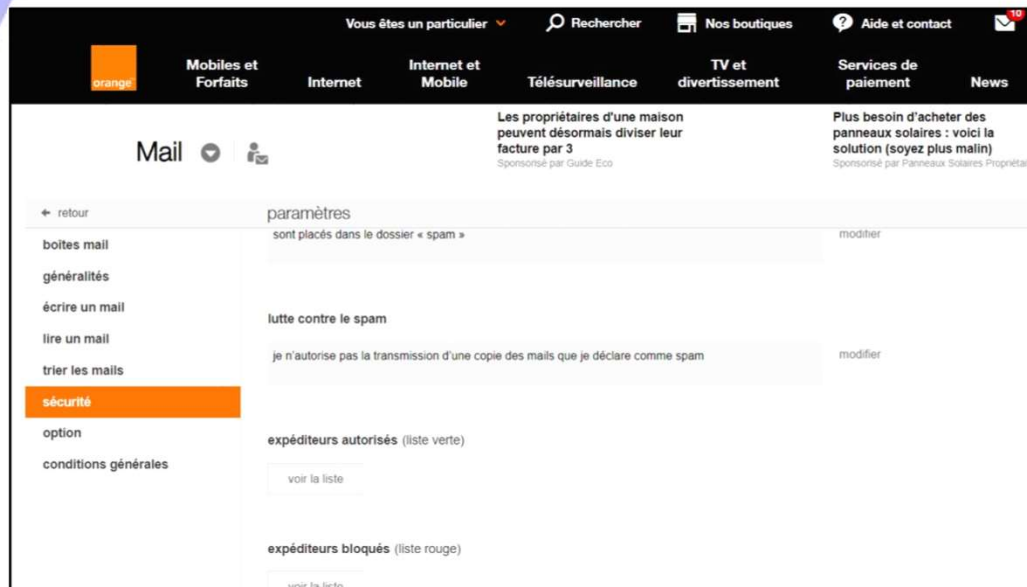 Vous êtes un particulier
Rechercher
Nos boutiques
Aide et contact
10
orange
Mobiles et Forfaits
Internet
Internet et Mobile
Télésurveillance
TV et divertissement
Services de paiement
News
Mail
Les propriétaires d'une maison
peuvent désormais diviser leur
facture par 3
Sponsorisé par Guide Eco
Plus besoin d'acheter des
panneaux solaires : voici la
solution (soyez plus malin)
Sponsorisé par Panneaux Solaires
retour
paramètres
boîtes mail
généralités
écrire un mail
lire un mail
trier les mails
sécurité
option
conditions générales
sont placés dans le dossier « spam »
modifier
lutte contre le spam
je n'autorise pas la transmission d'une copie des mails que je déclare comme spam
modifier
expéditeurs autorisés (liste verte)
voir la liste
expéditeurs bloqués (liste rouge)
voir la liste